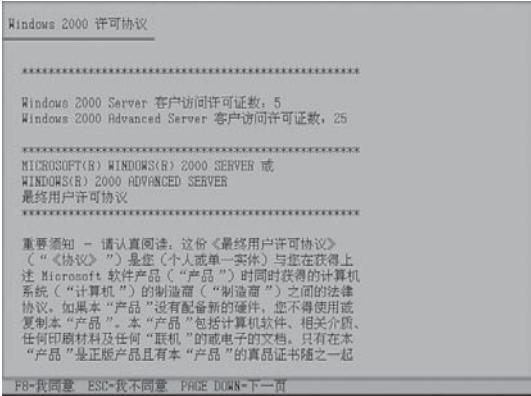 Windows 2000 许可协议
****************************************************
Windows 2000 Server 客户访问许可证数: 5
Windows 2000 Advanced Server 客户访问许可证数, 25
****************************************************
MICROSOFT(R) WINDOWS(R) 2000 SERVER 或
WINDOWS(R) 2000 ADVANCED SERVER
最终用户许可协议
****************************************************
重要须知 - 请认真阅读: 这份《最终用户许可协议》
(“《协议》”)是您(个人或单一实体)与您在获得上
述 Microsoft 软件产品(“产品”)时同时获得的计算机
系统(“计算机”)的制造商(“制造商”)之间的法律
协议。如果本“产品”没有配备新的硬件, 您不得使用或
复制本“产品”。本“产品”包括计算机软件、相关介质、
任何印刷材料及任何“联机”的或电子的文档。只有在本
“产品”是正版产品且有本“产品”的真品证书随之一起
F8=我同意 ESC=我不同意 PAGE DOWN=下一页